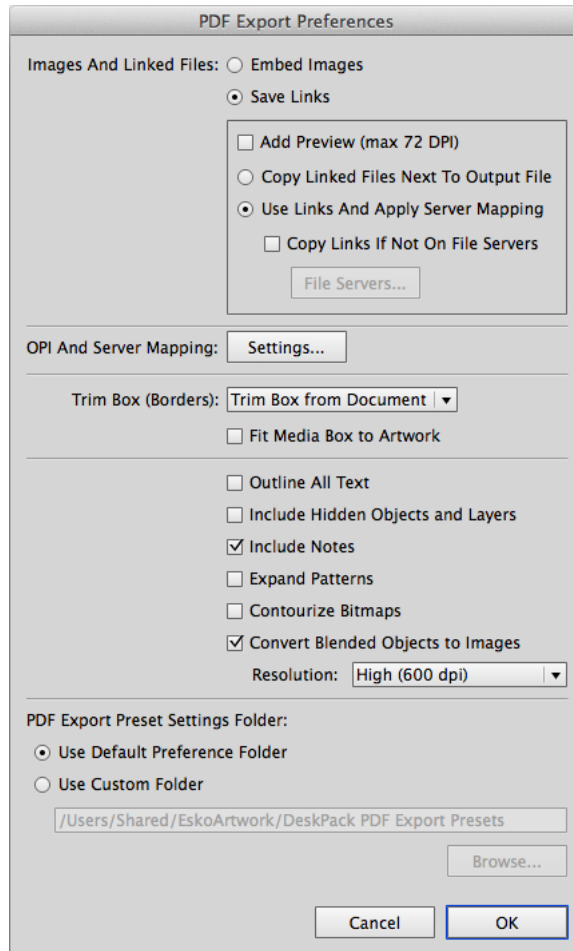 PDF Export Preferences
Images And Linked Files: Embed Images
Save Links
Add Preview (max 72 DPI)
Copy Linked Files Next To Output File
Use Links And Apply Server Mapping
Copy Links If Not On File Servers
File Servers...
OPI And Server Mapping: Settings...
Trim Box (Borders): Trim Box from Document
Fit Media Box to Artwork
Outline All Text
Include Hidden Objects and Layers
Include Notes
Expand Patterns
Contourize Bitmaps
Convert Blended Objects to Images
Resolution: High (600 dpi)
PDF Export Preset Settings Folder:
Use Default Preference Folder
Use Custom Folder
/Users/Shared/EskoArtwork/DeskPack PDF Export Presets
Browse...
Cancel OK